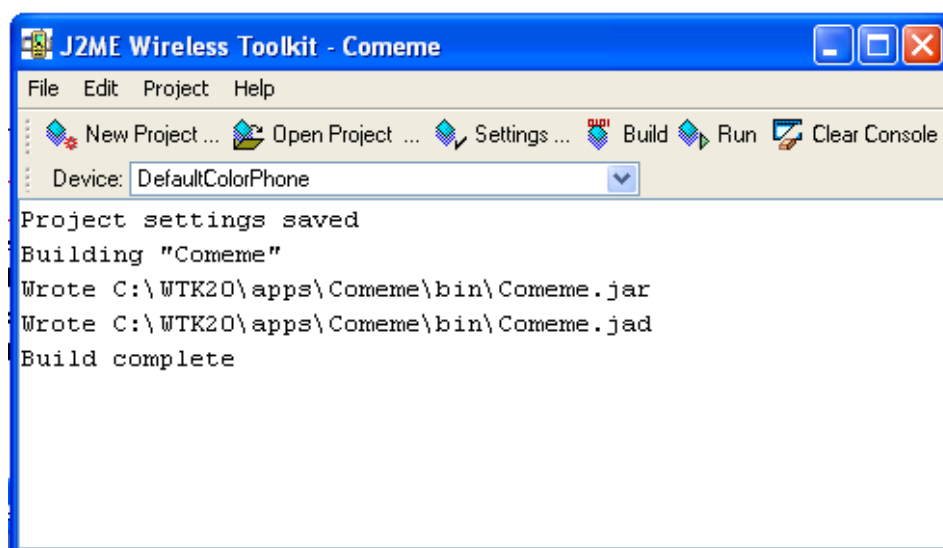 J2ME Wireless Toolkit - Comeme
File Edit Project Help
New Project ... Open Project ... Settings ... Build Run Clear Console
Device: DefaultColorPhone
Project settings saved
Building "Comeme"
Wrote C:\WTK20\apps\Comeme\bin\Comeme.jar
Wrote C:\WTK20\apps\Comeme\bin\Comeme.jad
Build complete